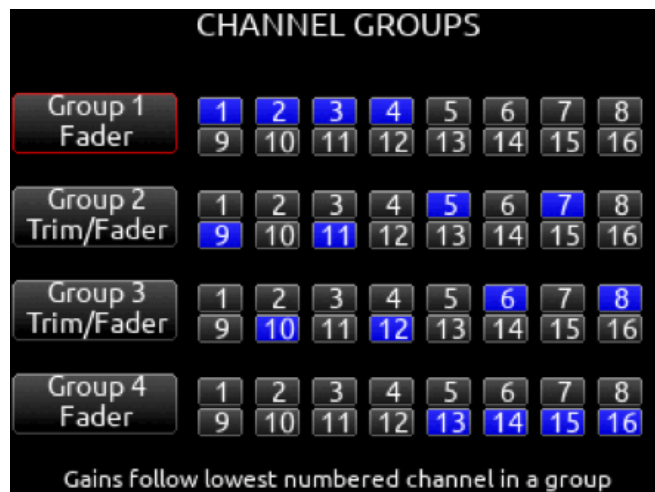 CHANNEL GROUPS
Group 1
Fader
1 2 3 4 5 6 7 8
9 10 11 12 13 14 15 16
Group 2
Trim/Fader
1 2 3 4 5 6 7 8
9 10 11 12 13 14 15 16
Group 3
Trim/Fader
1 2 3 4 5 6 7 8
9 10 11 12 13 14 15 16
Group 4
Fader
1 2 3 4 5 6 7 8
9 10 11 12 13 14 15 16
Gains follow lowest numbered channel in a group